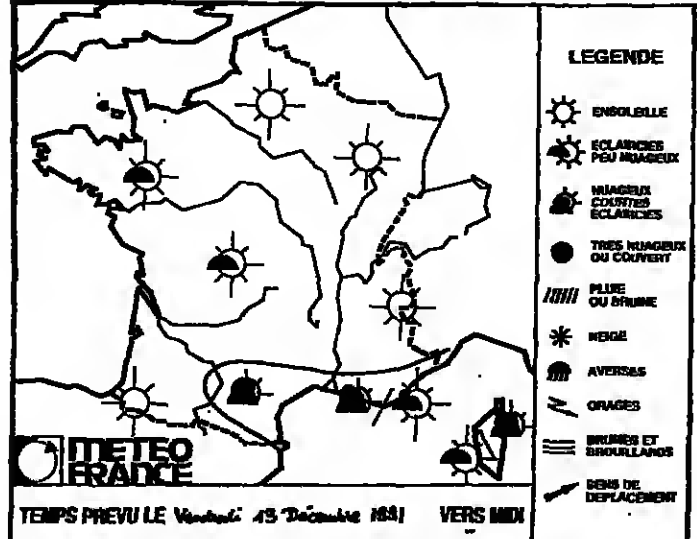 LEGENDE
ENSOLEILLE
ECLAIRCIES
PEU NUAGEUX
NUAGEUX
COURTES
ECLAIRCIES
TRES NUAGEUX
OU COUVERT
PLUIE
OU BRUINE
NEIGE
AVERSES
ORAGES
BRUMES ET
BROUILLARDS
SENS DE
DEPLACEMENT
METEO
FRANCE
TEMPS PREVU LE Vendredi 13 Décembre 1991 VERS MIDI